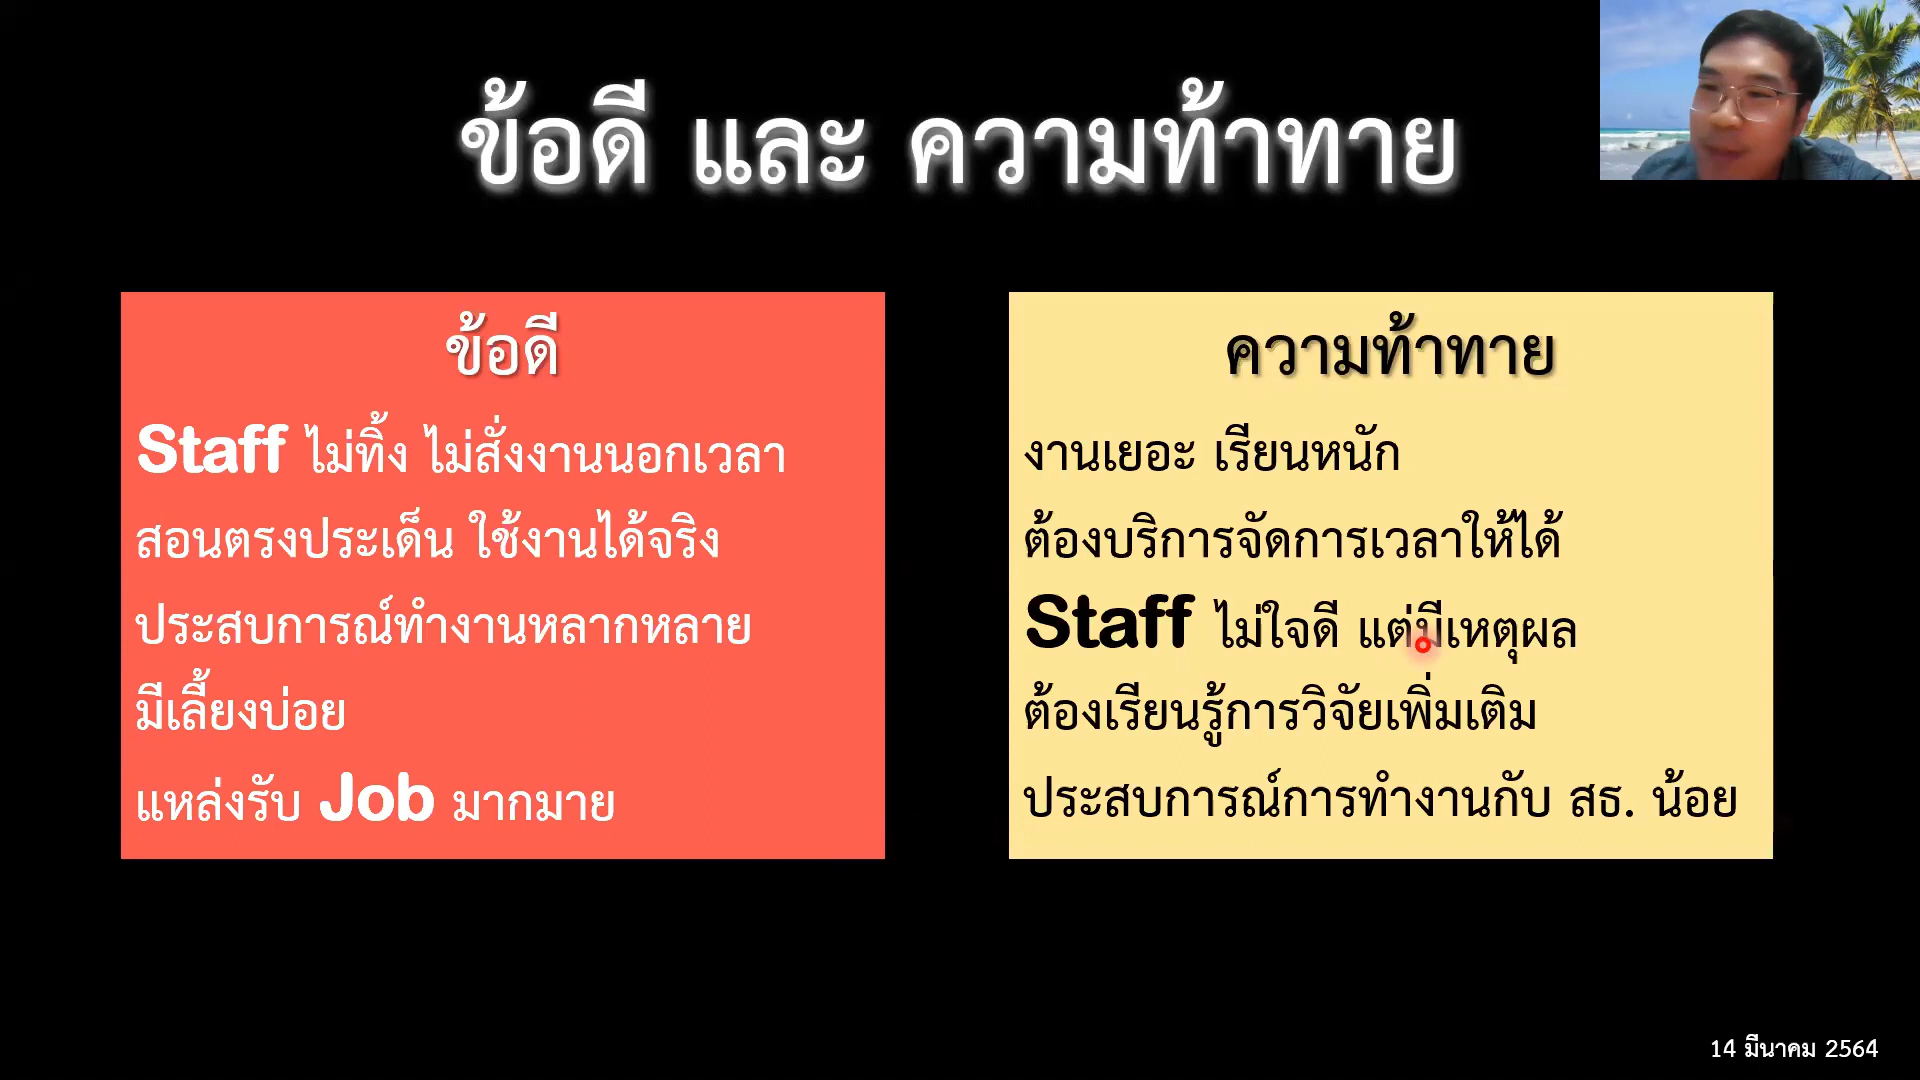 ข้อดี และ ความท้าทาย
ข้อดี
Staff ไม่ทิ้ง ไม่สั่งงานนอกเวลา
สอนตรงประเด็น ใช้งานได้จริง
ประสบการณ์ทำงานหลากหลาย
มีเลี้ยงบ่อย
แหล่งรับ Job มากมาย
ความท้าทาย
งานเยอะ เรียนหนัก
ต้องบริการจัดการเวลาให้ได้
Staff ไม่ใจดี แต่มีเหตุผล
ต้องเรียนรู้การวิจัยเพิ่มเติม
ประสบการณ์การทำงานกับ สธ. น้อย
14 มีนาคม 2564